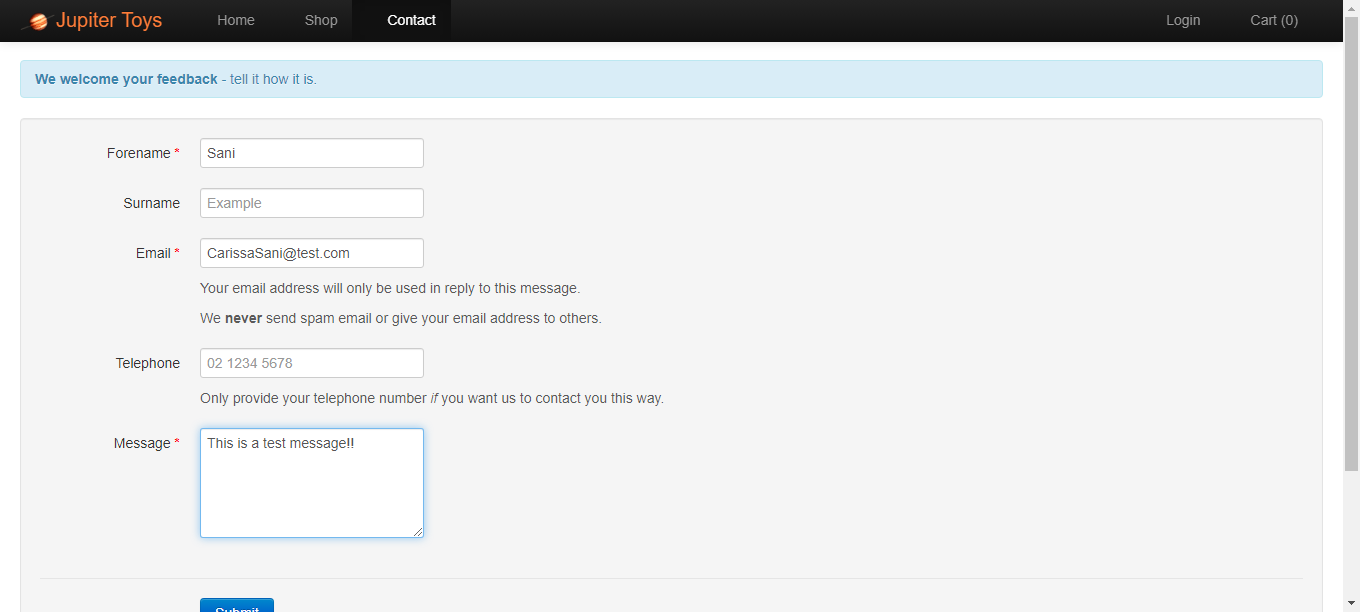 Jupiter Toys Home Shop Contact Login Cart (0)
We welcome your feedback - tell it how it is.
Forename * Sani
Surname Example
Email * CarissaSani@test.com
Your email address will only be used in reply to this message.
We never send spam email or give your email address to others.
Telephone 02 1234 5678
Only provide your telephone number if you want us to contact you this way.
Message * This is a test message!!
Submit